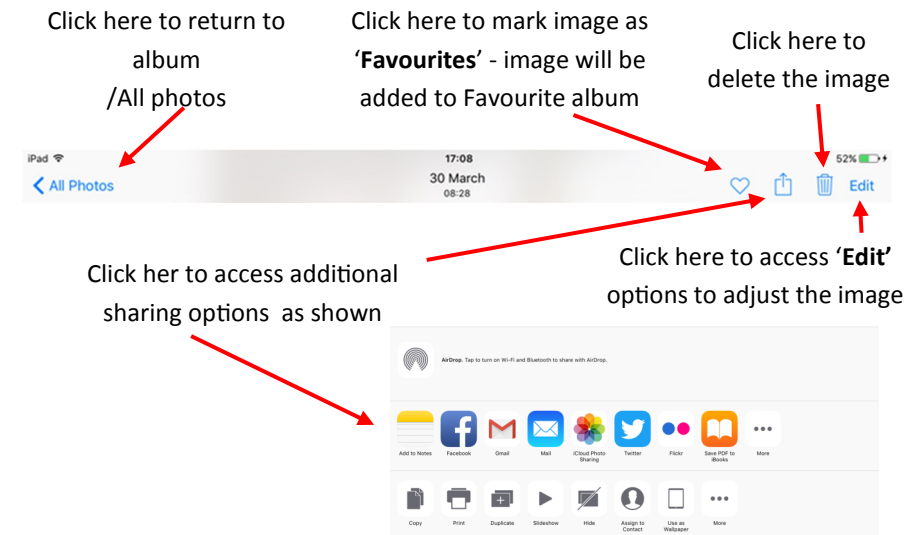 Click here to return to
album
/All photos
Click here to mark image as
‘Favourites’ - image will be
added to Favourite album
Click here to
delete the image
iPad
17:08
52%
All Photos
30 March
08:28
Edit
Click her to access additional
sharing options as shown
Click here to access ‘Edit’
options to adjust the image
AirDrop. Tap to turn on Wi-Fi and Bluetooth to share with AirDrop.
Add to Notes
Facebook
Gmail
Mail
iCloud Photo
Sharing
Twitter
Flickr
Save PDF to
iBooks
More
Copy
Print
Duplicate
Slideshow
Hide
Assign to
Contact
Use as
Wallpaper
More